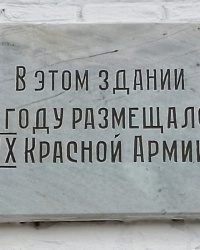 В этом здании
году размещал
X Красной Арми